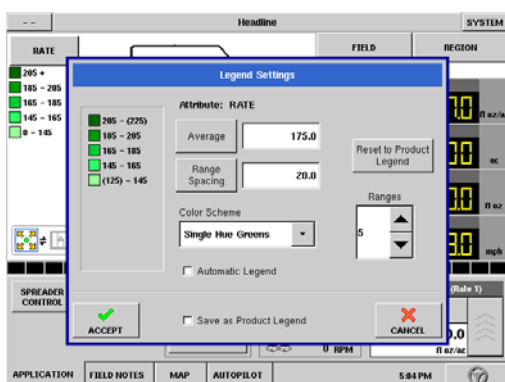 -- Headline SYSTEM
RATE FIELD REGION
205 +
185 - 205
165 - 185
145 - 165
0 - 145
Legend Settings
Attribute: RATE
205 - (225)
185 - 205
165 - 185
145 - 165
(125) - 145
Average 175.0
Range Spacing 20.0
Reset to Product Legend
Color Scheme
Single Hue Greens
Ranges
5
Automatic Legend
Save as Product Legend
ACCEPT
CANCEL
fl oz/a
ac
fl oz
mph
SPREADER CONTROL
(Rate 1)
0 RPM
.0
fl oz/ac
APPLICATION FIELD NOTES MAP AUTOPILOT 5:04 PM